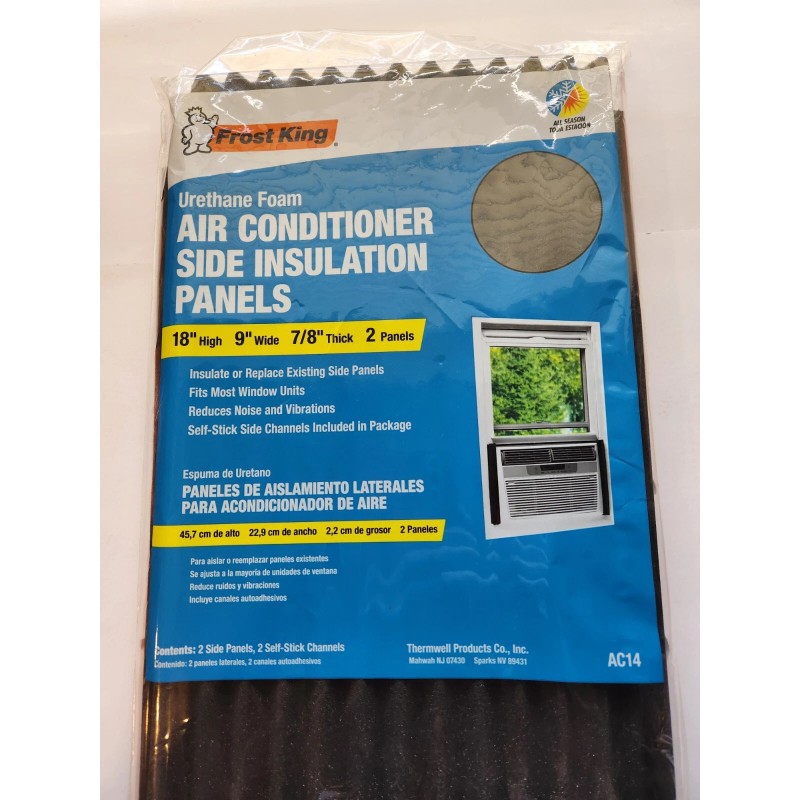 Frost King
ALL SEASON
TODA ESTACIÓN
Urethane Foam
AIR CONDITIONER
SIDE INSULATION
PANELS
18" High 9" Wide 7/8" Thick 2 Panels
Insulate or Replace Existing Side Panels
Fits Most Window Units
Reduces Noise and Vibrations
Self-Stick Side Channels Included in Package
Espuma de Uretano
PANELES DE AISLAMIENTO LATERALES
PARA ACONDICIONADOR DE AIRE
45,7 cm de alto 22,9 cm de ancho 2,2 cm de grosor 2 Paneles
Para aislar o reemplazar paneles existentes
Se ajusta a la mayoría de unidades de ventana
Reduce ruidos y vibraciones
Incluye canales autoadhesivos
Contents: 2 Side Panels, 2 Self-Stick Channels
Contenido: 2 paneles laterales, 2 canales autoadhesivos
Thermwell Products Co., Inc.
Mahwah NJ 07430 Sparks NV 89431
AC14